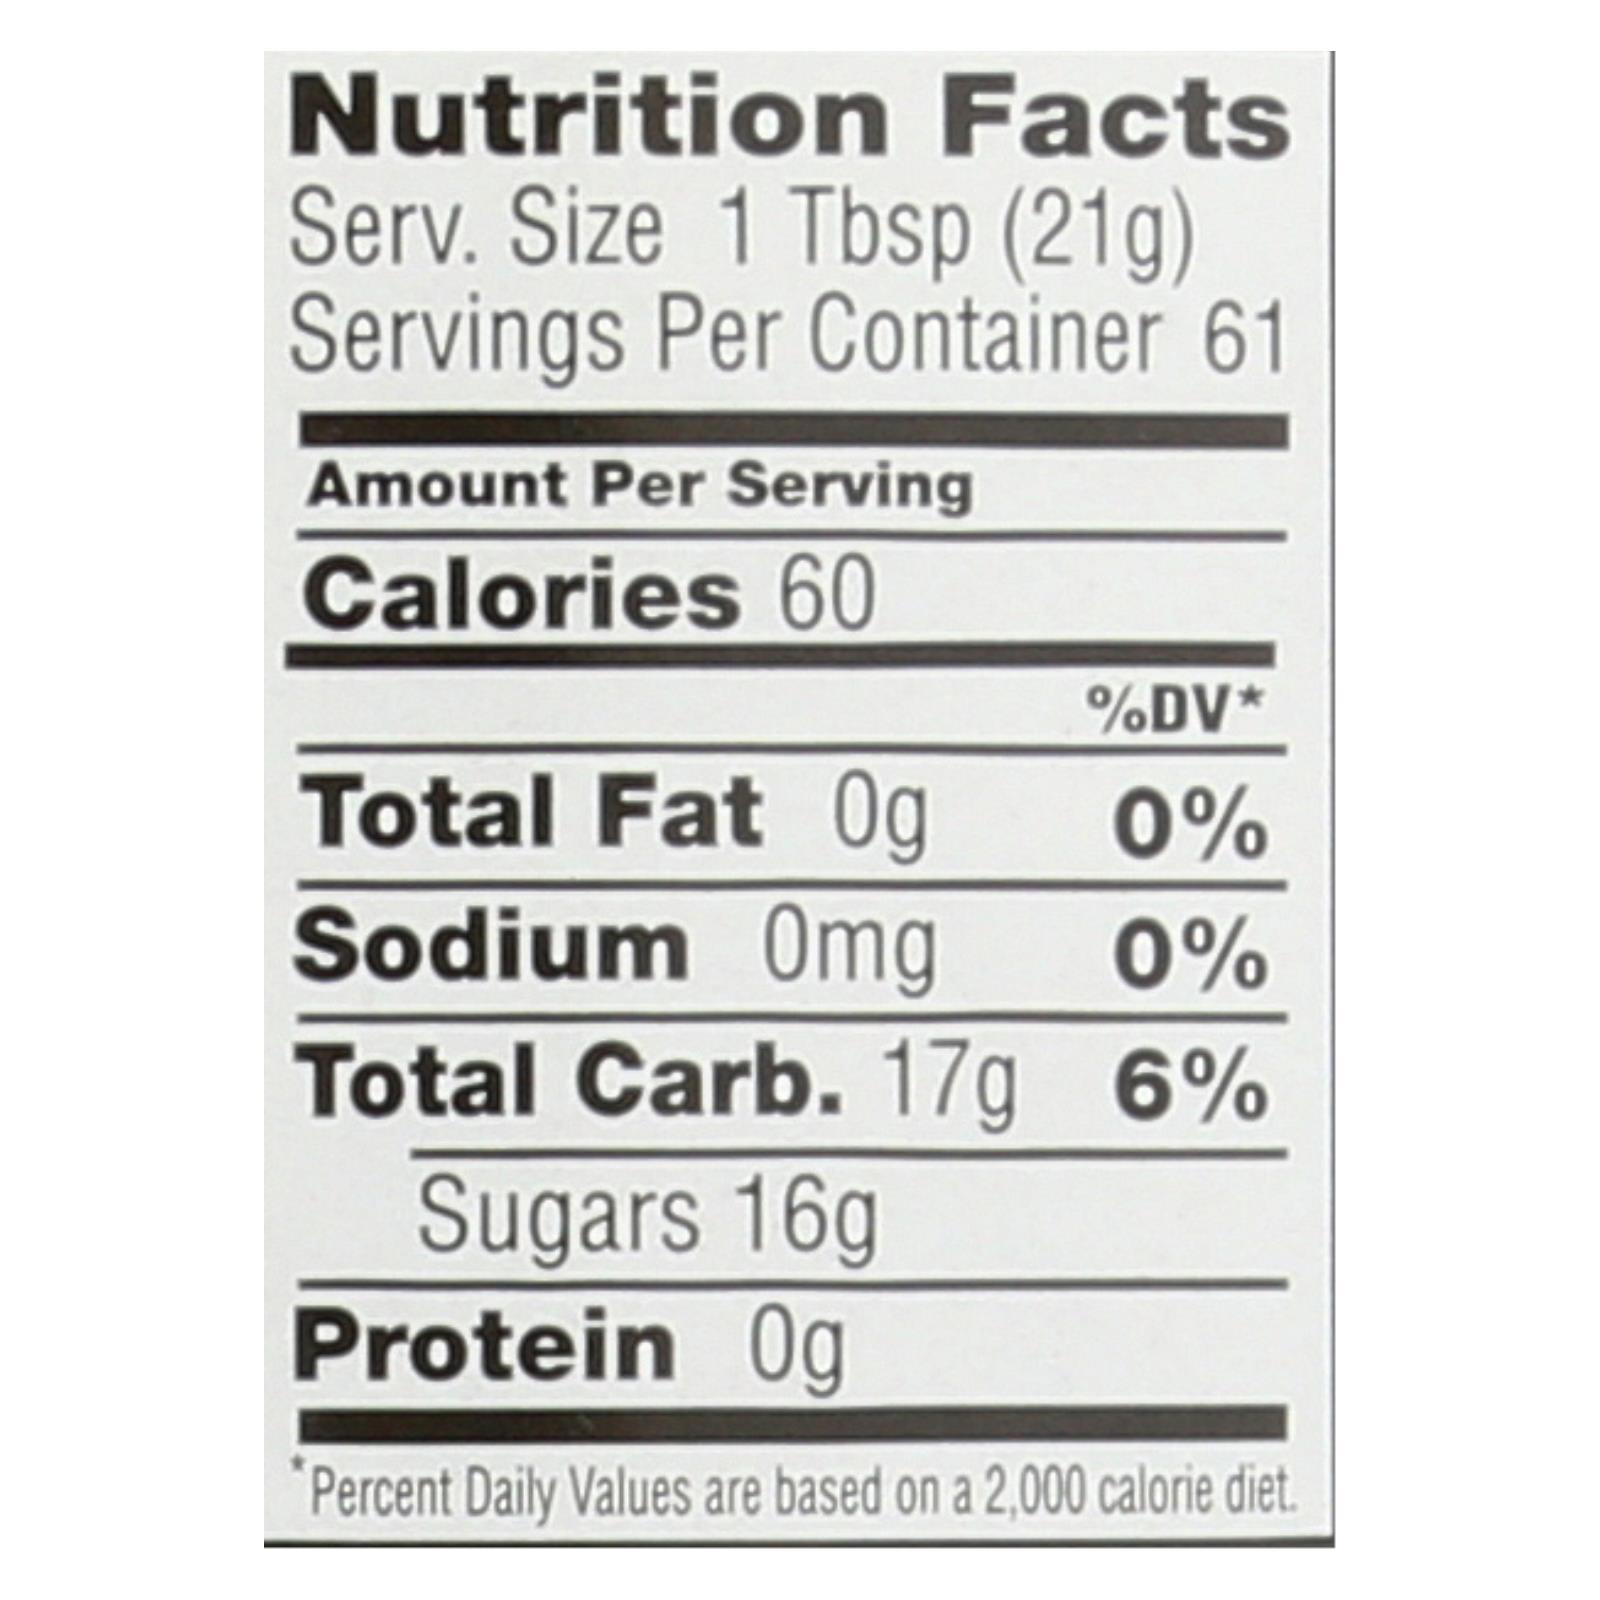 Nutrition Facts
Serv. Size 1 Tbsp (21g)
Servings Per Container 61
Amount Per Serving
Calories 60
%DV*
Total Fat 0g 0%
Sodium 0mg 0%
Total Carb. 17g 6%
Sugars 16g
Protein 0g
*Percent Daily Values are based on a 2,000 calorie diet.